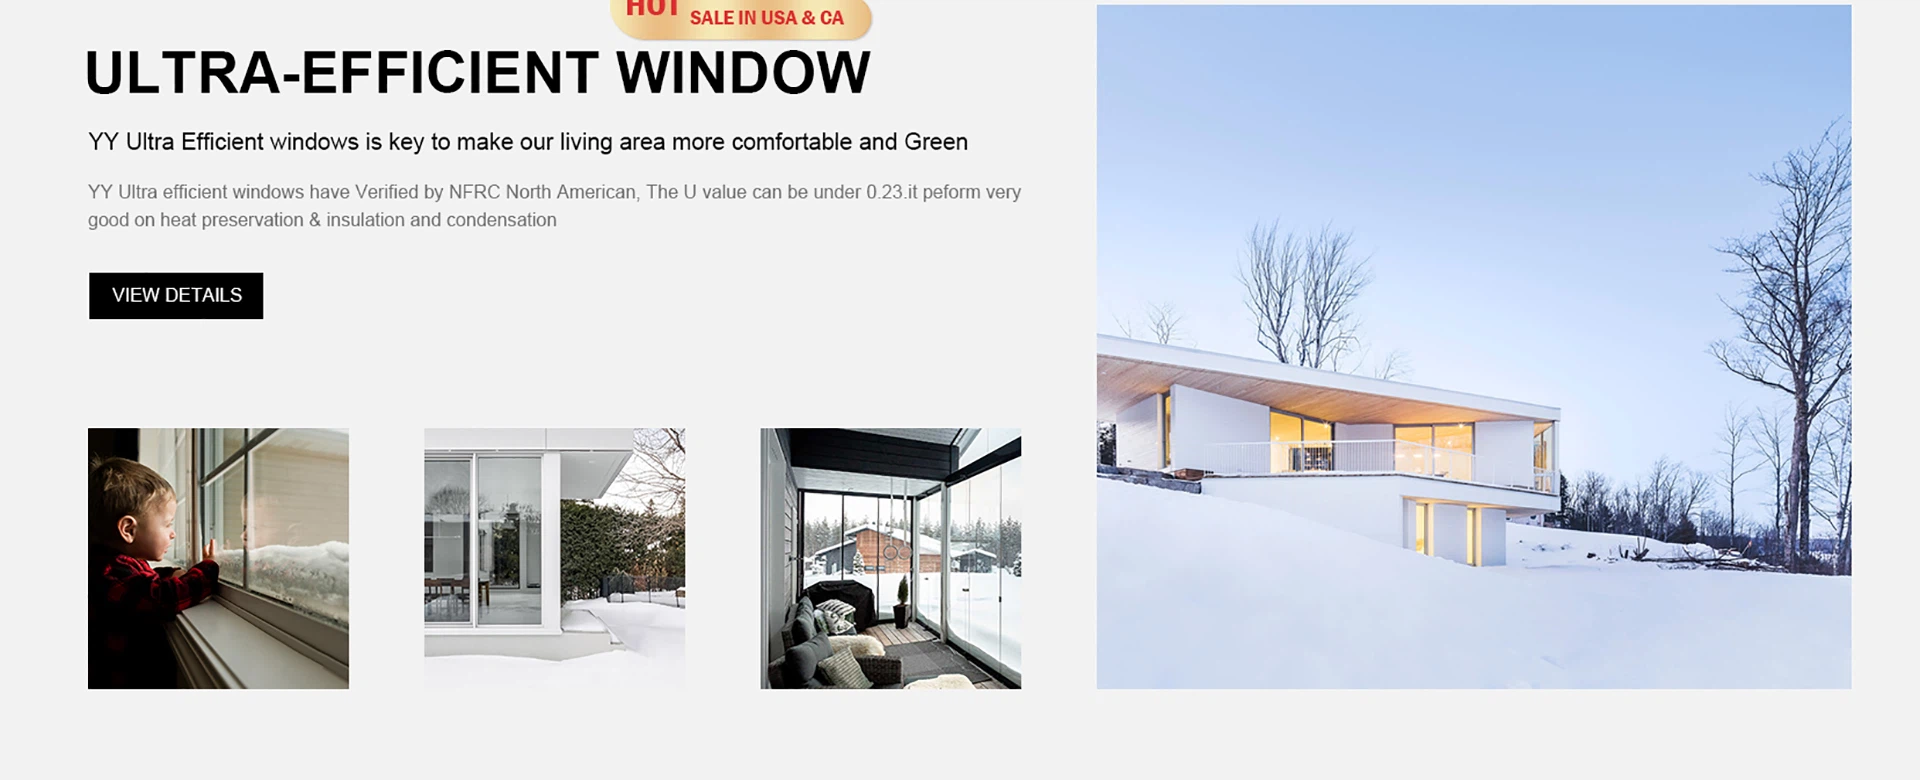 HOT SALE IN USA & CA
ULTRA-EFFICIENT WINDOW
YY Ultra Efficient windows is key to make our living area more comfortable and Green
YY Ultra efficient windows have Verified by NFRC North American, The U value can be under 0.23.it peform very
good on heat preservation & insulation and condensation
VIEW DETAILS